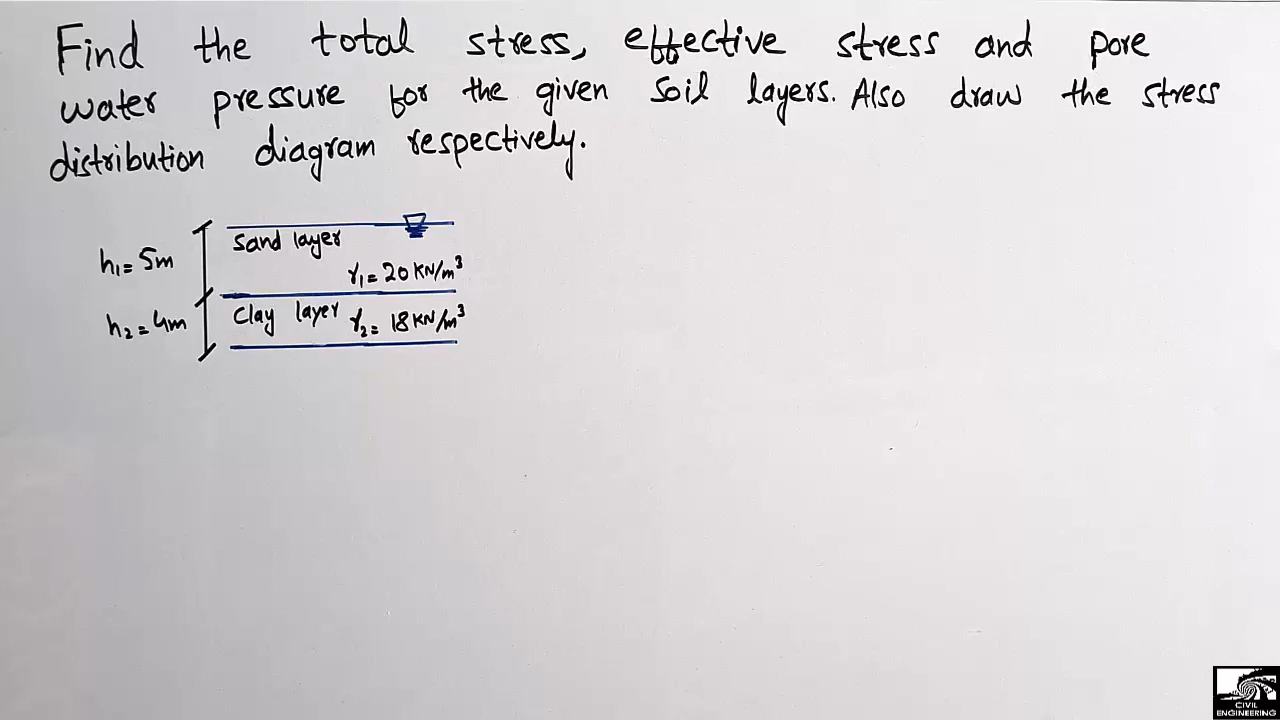 Find the total stress, effective stress and pore
water pressure for the given soil layers. Also draw the stress
distribution diagram respectively.
Sand layer
h₁= 5m
γ₁= 20 KN/m³
Clay layer γ₂= 18 KN/m³
h₂= 4m
CIVIL
ENGINEERING